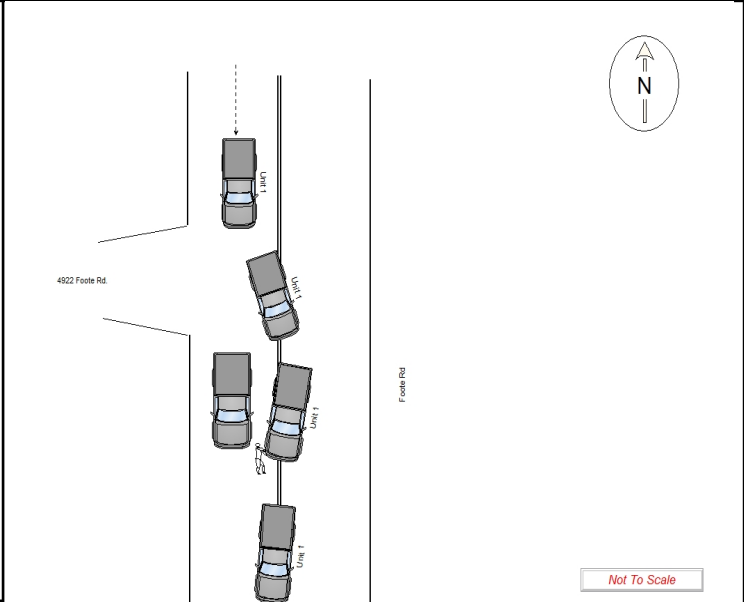 N
Unit 1
Unit 1
4922 Foote Rd.
Foote Rd
Unit 1
Unit 1
Not To Scale